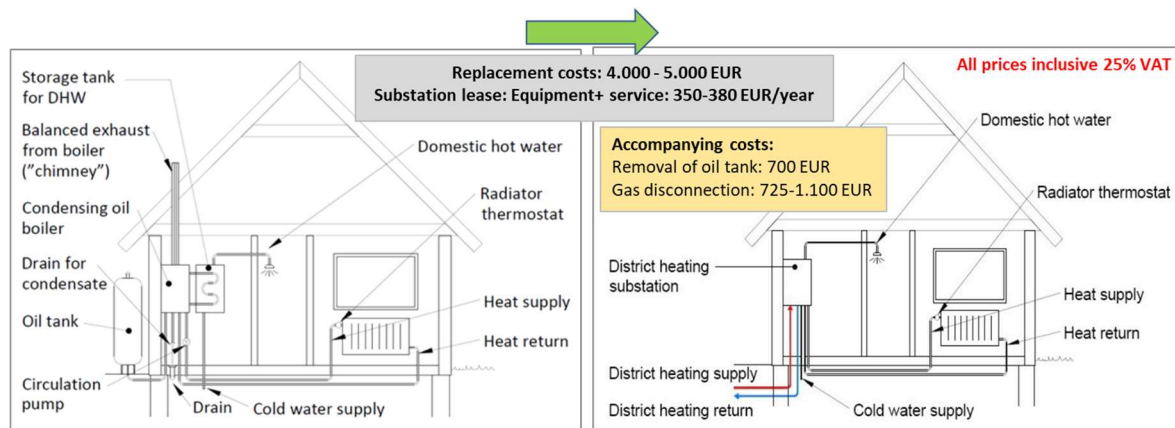 Replacement costs: 4.000 - 5.000 EUR
Substation lease: Equipment+ service: 350-380 EUR/year
All prices inclusive 25% VAT
Accompanying costs:
Removal of oil tank: 700 EUR
Gas disconnection: 725-1.100 EUR
Storage tank
for DHW
Balanced exhaust
from boiler
("chimney")
Condensing oil
boiler
Drain for
condensate
Oil tank
Circulation
pump
Drain
Cold water supply
Domestic hot water
Radiator
thermostat
Heat supply
Heat return
Domestic hot water
Radiator thermostat
District heating
substation
Heat supply
Heat return
District heating supply
District heating return
Cold water supply